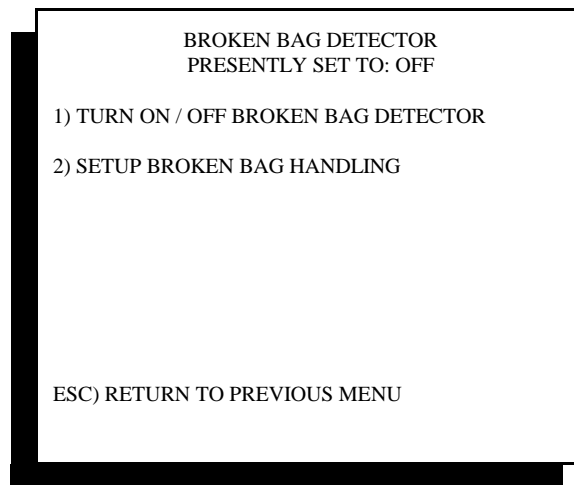 BROKEN BAG DETECTOR
PRESENTLY SET TO: OFF
1) TURN ON / OFF BROKEN BAG DETECTOR
2) SETUP BROKEN BAG HANDLING
ESC) RETURN TO PREVIOUS MENU